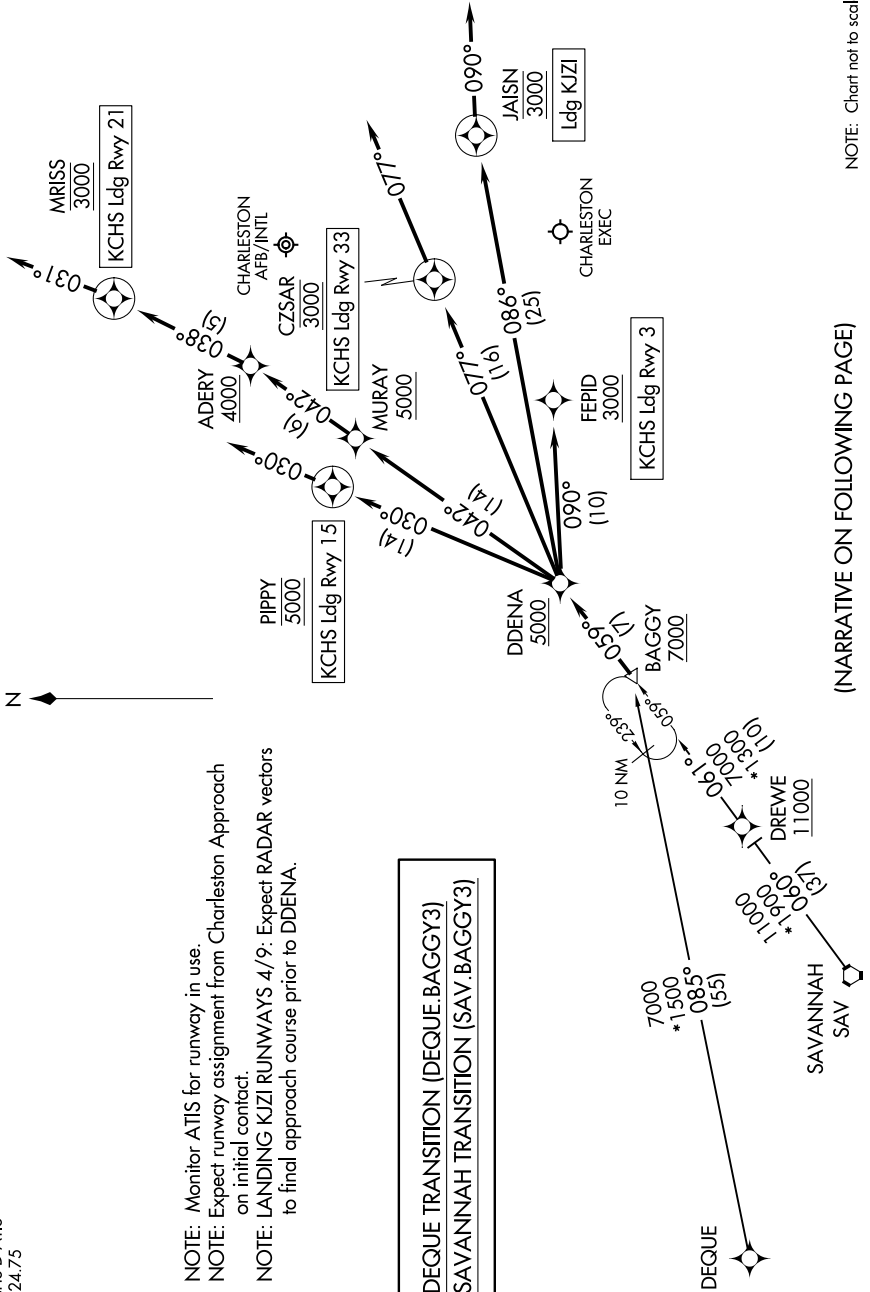 24.75
N
NOTE: Monitor ATIS for runway in use.
NOTE: Expect runway assignment from Charleston Approach
on initial contact.
NOTE: LANDING KJZI RUNWAYS 4/9: Expect RADAR vectors
to final approach course prior to DDENA.
DEQUE TRANSITION (DEQUE.BAGGY3)
SAVANNAH TRANSITION (SAV.BAGGY3)
MRISS
3000
KCHS Ldg Rwy 21
031°
038°
(5)
ADERY
4000
042°
(6)
MURAY
5000
042°
(14)
CHARLESTON
AFB/INTL
CZSAR
3000
KCHS Ldg Rwy 33
077°
077°
(16)
PIPPY
5000
KCHS Ldg Rwy 15
030°
030°
(14)
JAISN
3000
Ldg KJZI
090°
086°
(25)
CHARLESTON
EXEC
FEPID
3000
KCHS Ldg Rwy 3
090°
(10)
DDENA
5000
059°
(7)
BAGGY
7000
239°
059°
10 NM
061°
7000
*1300
(10)
DREWE
11000
11000
*1900
060°
(37)
SAVANNAH
SAV
7000
*1500
085°
(55)
DEQUE
(NARRATIVE ON FOLLOWING PAGE)
NOTE: Chart not to scal